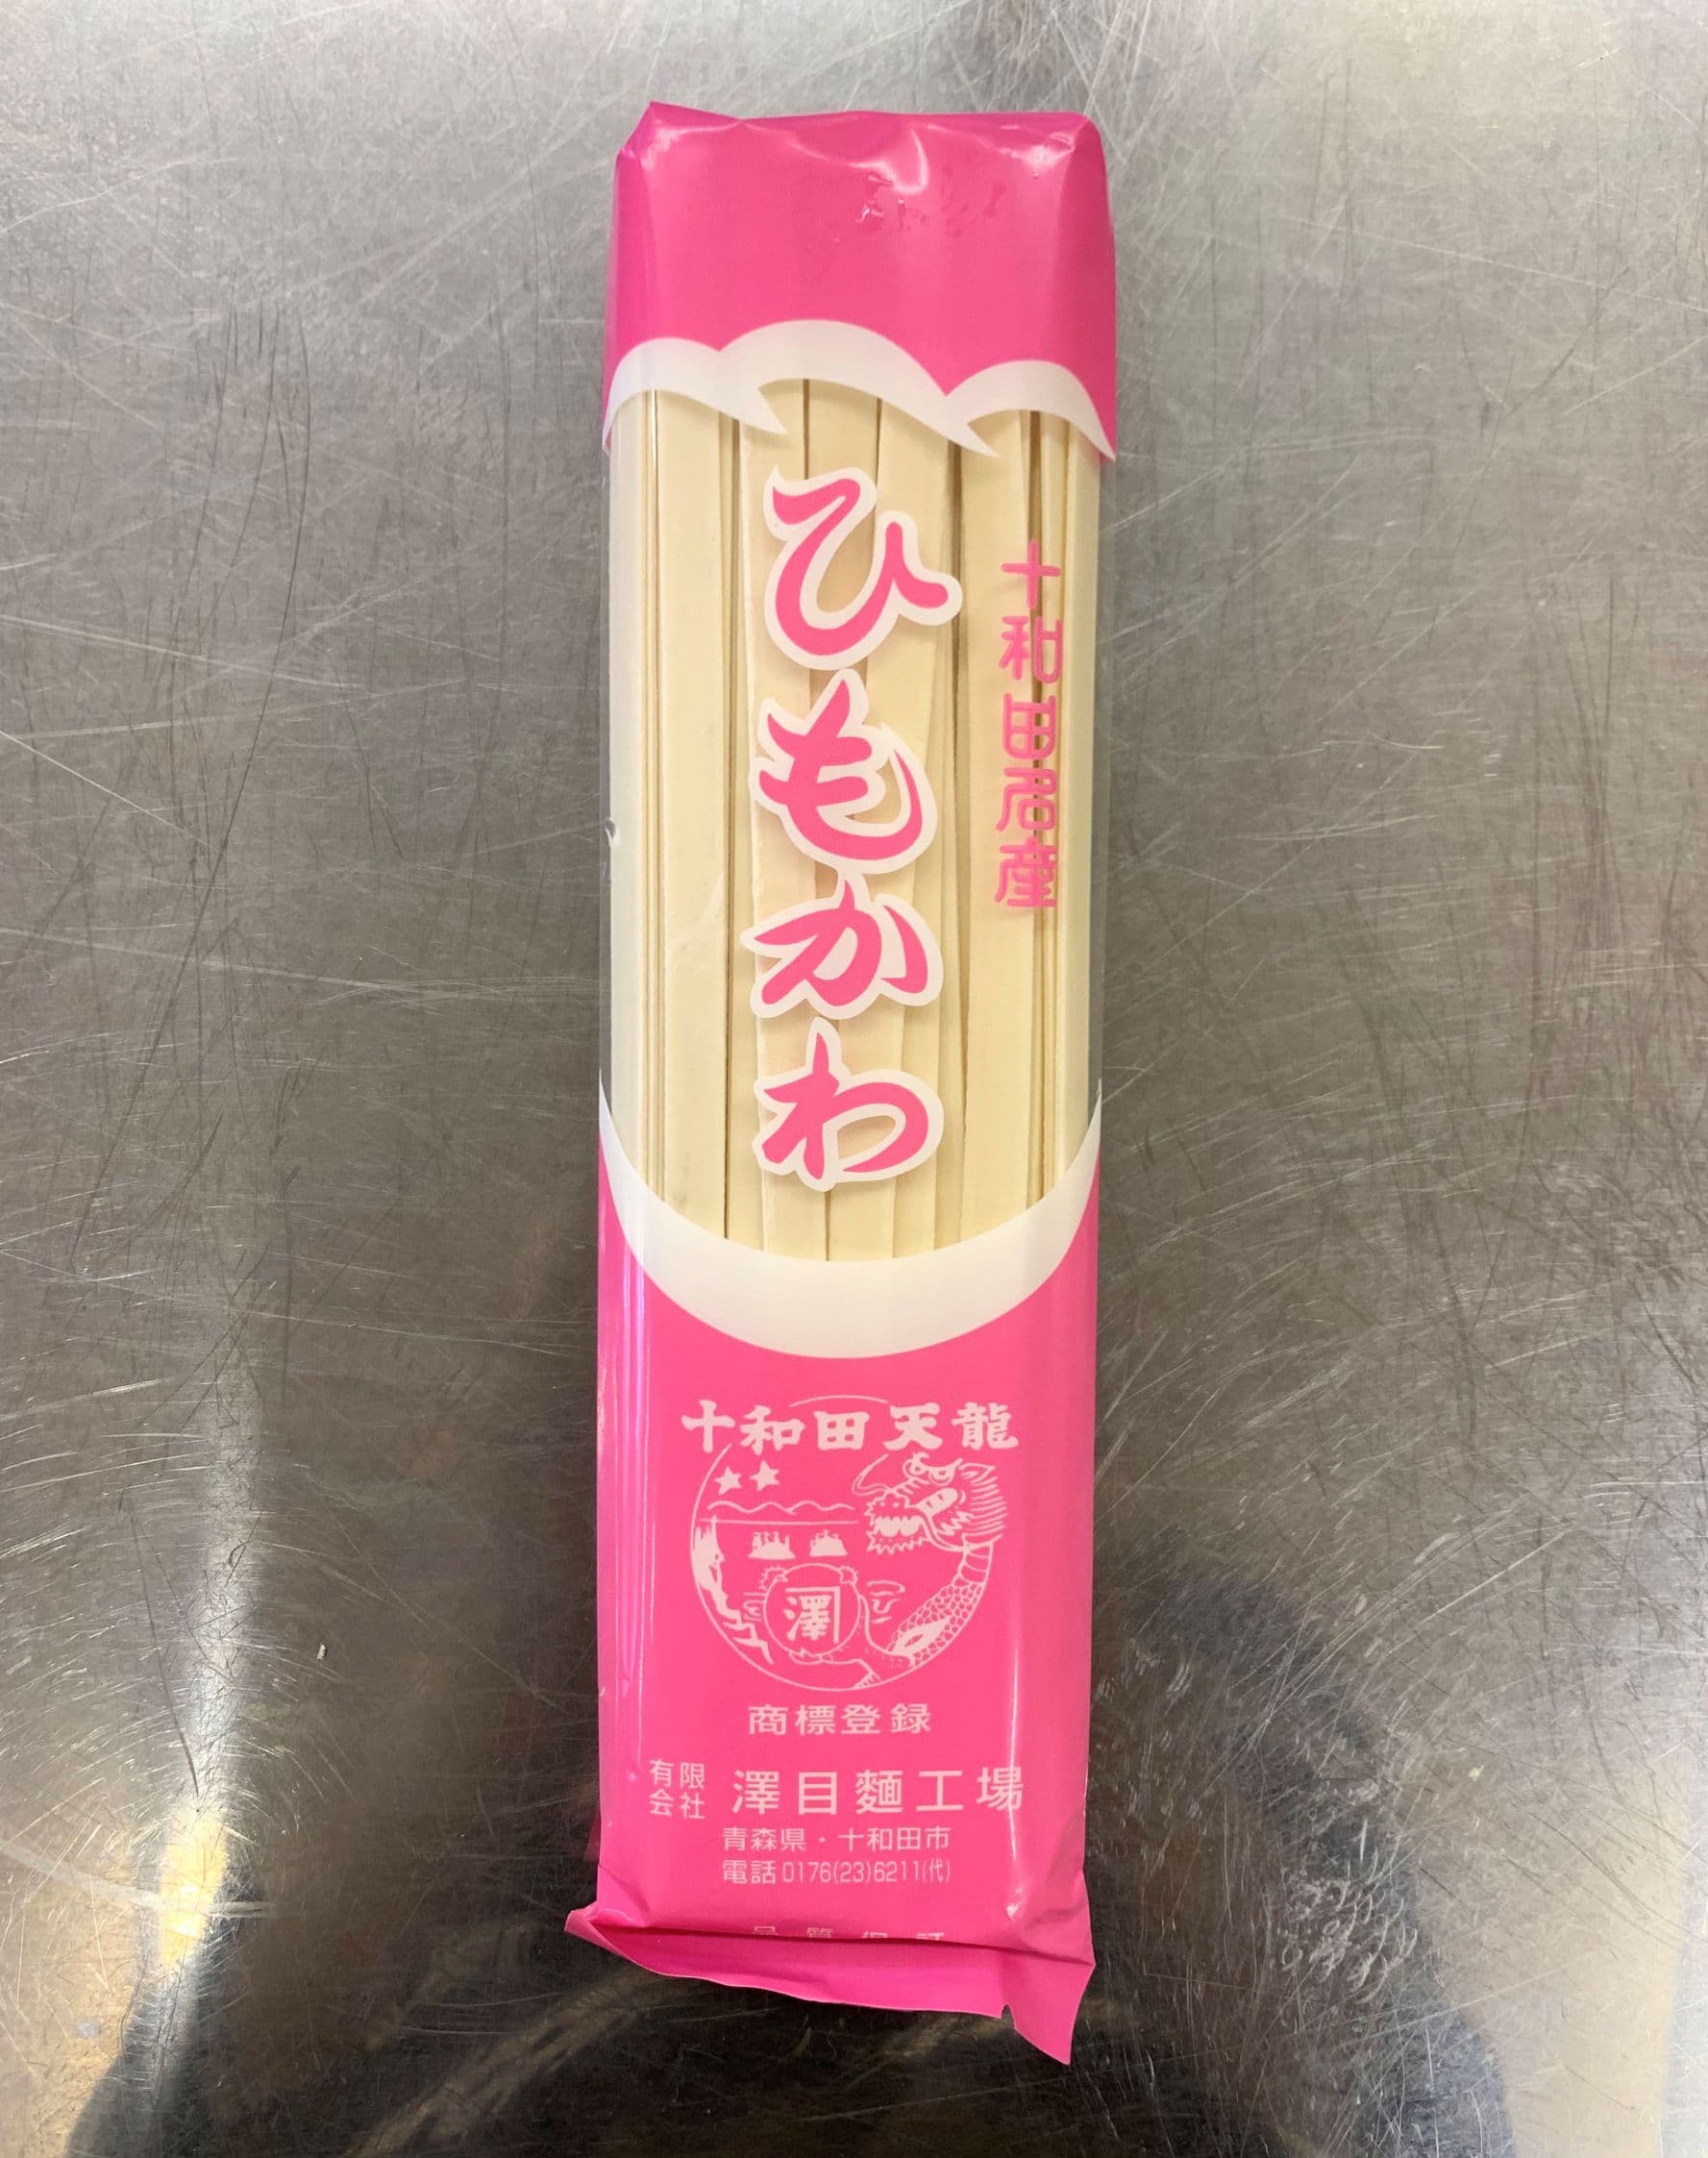 十和田名産
ひもかわ
十和田天龍
澤
商標登録
有限会社 澤目麵工場
青森県・十和田市
電話0176(23)6211(代)